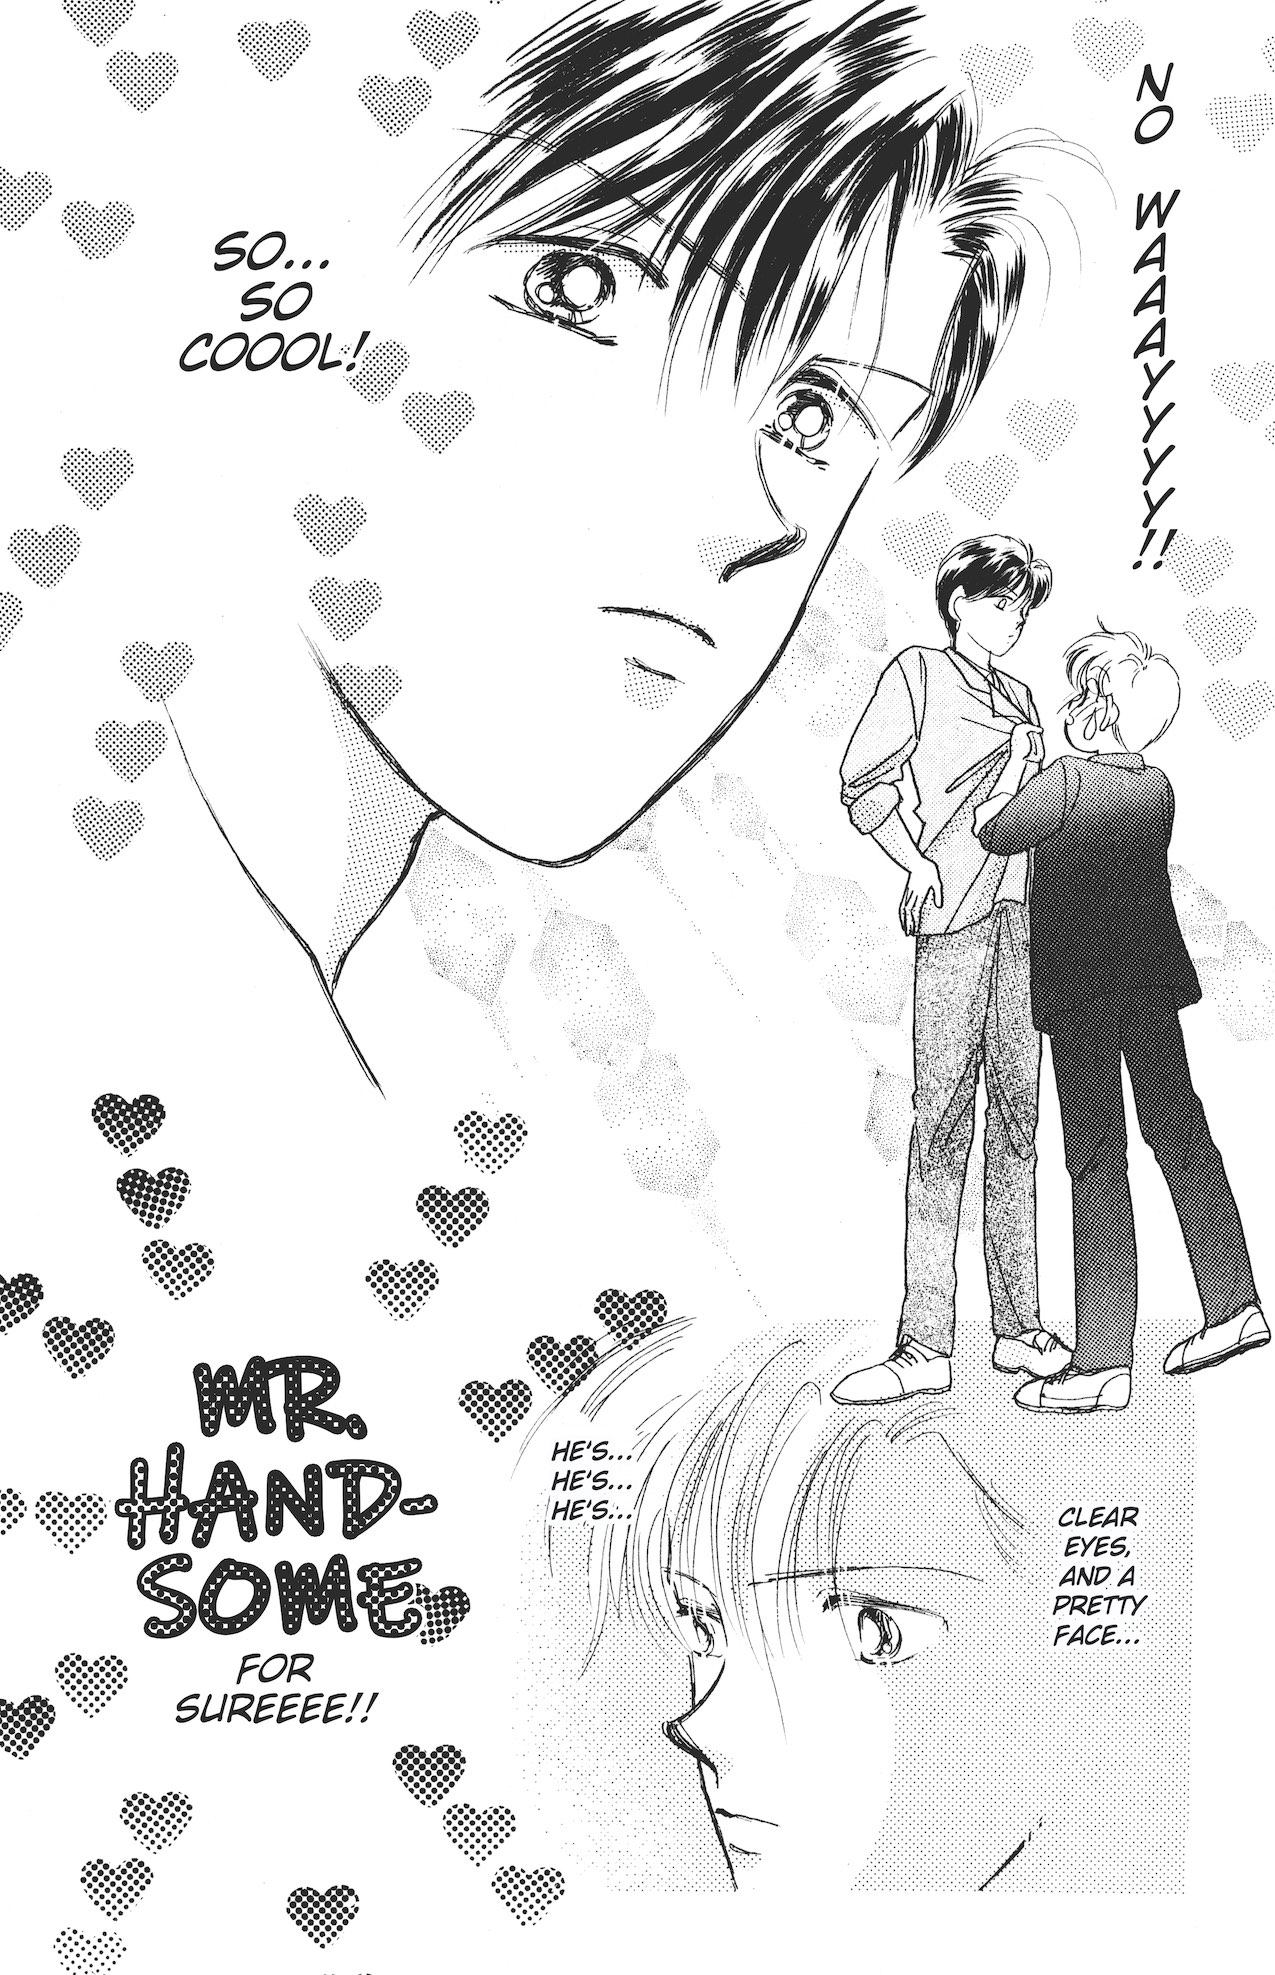 NO WAAAYYYY!!
SO...
SO
COOOL!
HE'S...
HE'S...
HE'S...
CLEAR
EYES,
AND A
PRETTY
FACE...
MR.
HAND-
SOME
FOR
SUREEEE!!